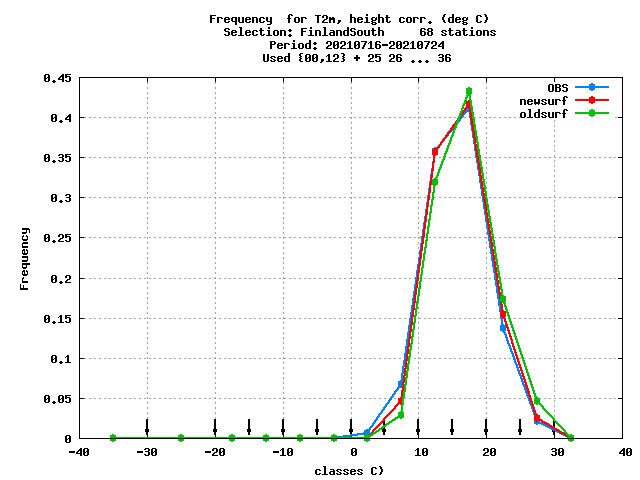 Frequency  for T2m, height corr. (deg C)
Selection: FinlandSouth     68 stations
Period: 20210716-20210724
Used {00,12} + 25 26 ... 36
0.45
0.4
0.35
0.3
0.25
0.2
0.15
0.1
0.05
0
Frequency
OBS
newsurf
oldsurf
-40 -30 -20 -10 0 10 20 30 40
classes C)